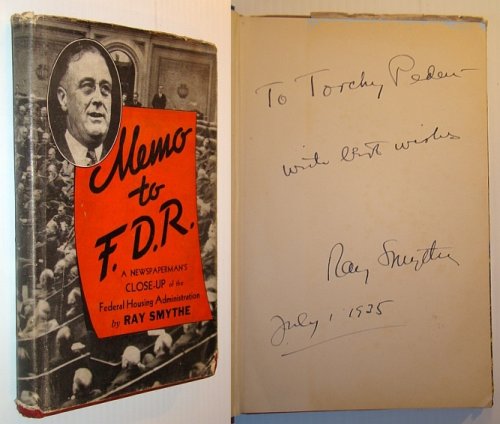 Memo
to
F.D.R.
A NEWSPAPERMAN'S
CLOSE-UP of the
Federal Housing Administration
by RAY SMYTHE
To Torchy Peden
with best wishes
Ray Smythe
July 1 1935